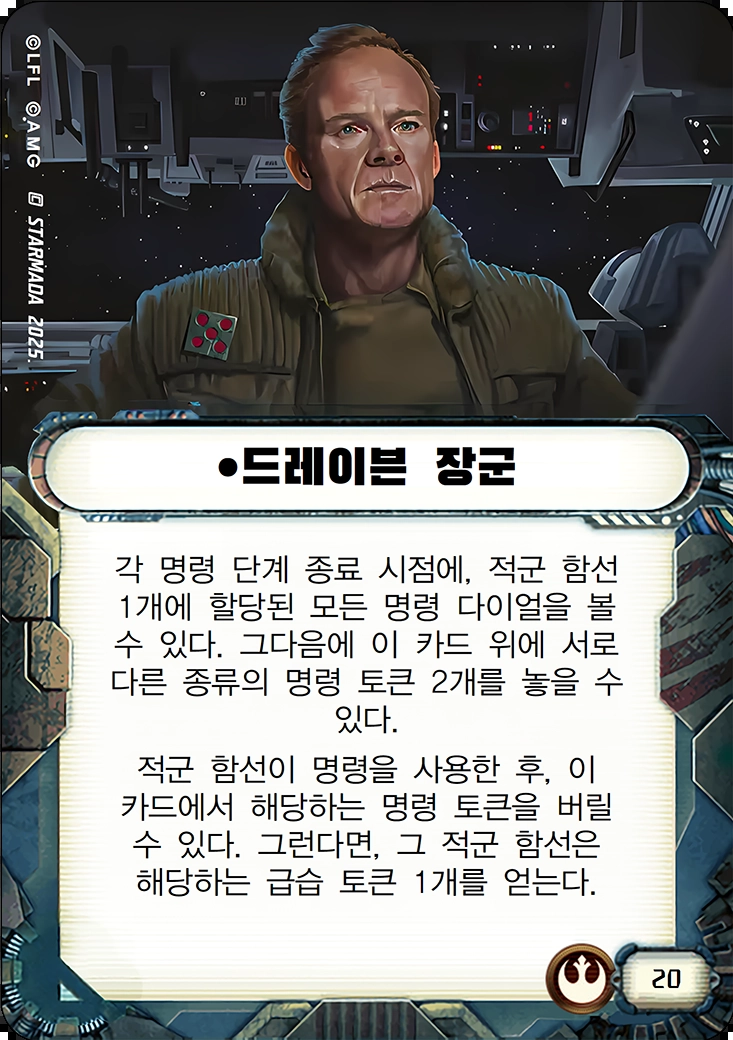 ©LFL ©AMG © STARMADA 2025.
•드레이븐 장군
각 명령 단계 종료 시점에, 적군 함선
1개에 할당된 모든 명령 다이얼을 볼
수 있다. 그다음에 이 카드 위에 서로
다른 종류의 명령 토큰 2개를 놓을 수
있다.
적군 함선이 명령을 사용한 후, 이
카드에서 해당하는 명령 토큰을 버릴
수 있다. 그런다면, 그 적군 함선은
해당하는 급습 토큰 1개를 얻는다.
20